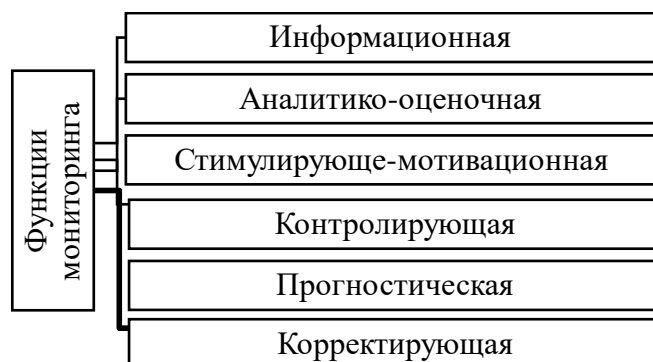 Функции
мониторинга
Информационная
Аналитико-оценочная
Стимулирующе-мотивационная
Контролирующая
Прогностическая
Корректирующая